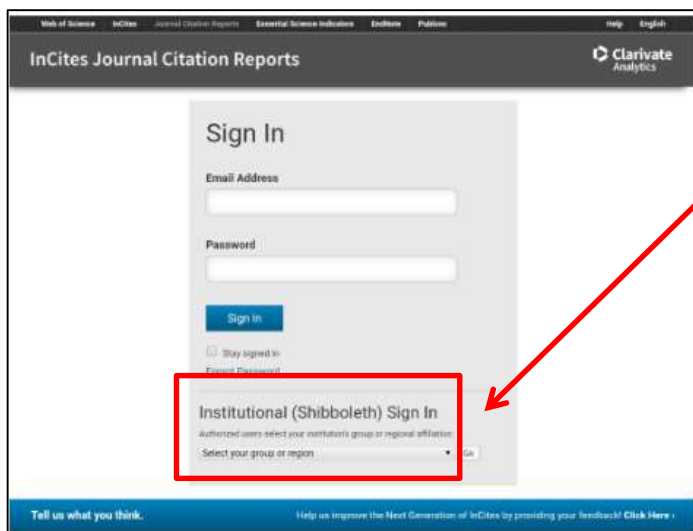 Web of Science InCites Journal Citation Reports Essential Science Indicators EndNote Publons Help English
InCites Journal Citation Reports
Clarivate
Analytics
Sign In
Email Address
Password
Sign In
Stay signed in
Forgot Password
Institutional (Shibboleth) Sign In
Authorized users select your institution's group or regional affiliation
Select your group or region Go
Tell us what you think. Help us improve the Next Generation of InCites by providing your feedback! Click Here ›